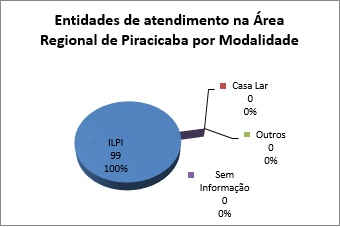 Entidades de atendimento na Área
Regional de Piracicaba por Modalidade
Casa Lar
0
0%
Outros
0
0%
ILPI
99
100%
Sem
Informação
0
0%